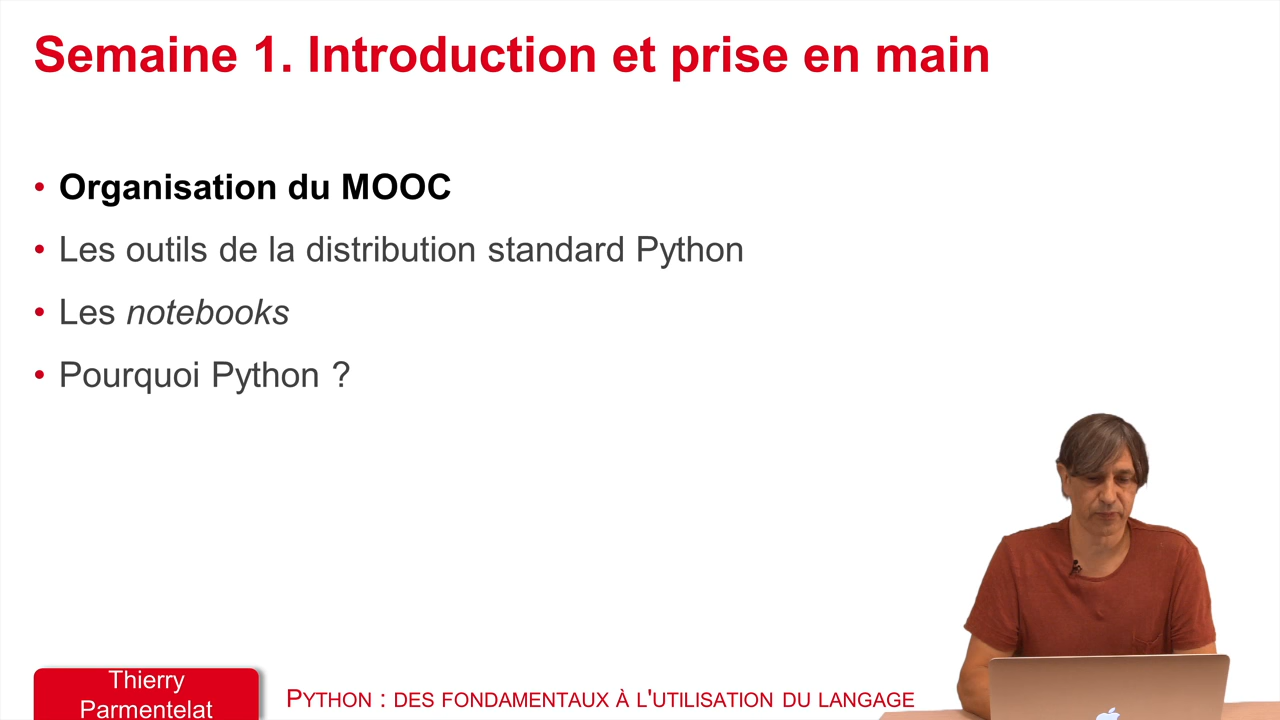 Semaine 1. Introduction et prise en main
• Organisation du MOOC
• Les outils de la distribution standard Python
• Les notebooks
• Pourquoi Python ?
Thierry
Parmentelat
PYTHON : DES FONDAMENTAUX À L'UTILISATION DU LANGAGE